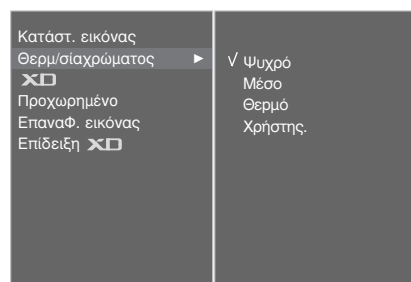 Κατάστ. εικόνας
Θερμ/σίαχρώματος ►
XD
Προχωρημένο
ΕπαναΦ. εικόνας
Επίδειξη XD
√ Ψυχρό
Μέσο
Θερμό
Χρήστης.